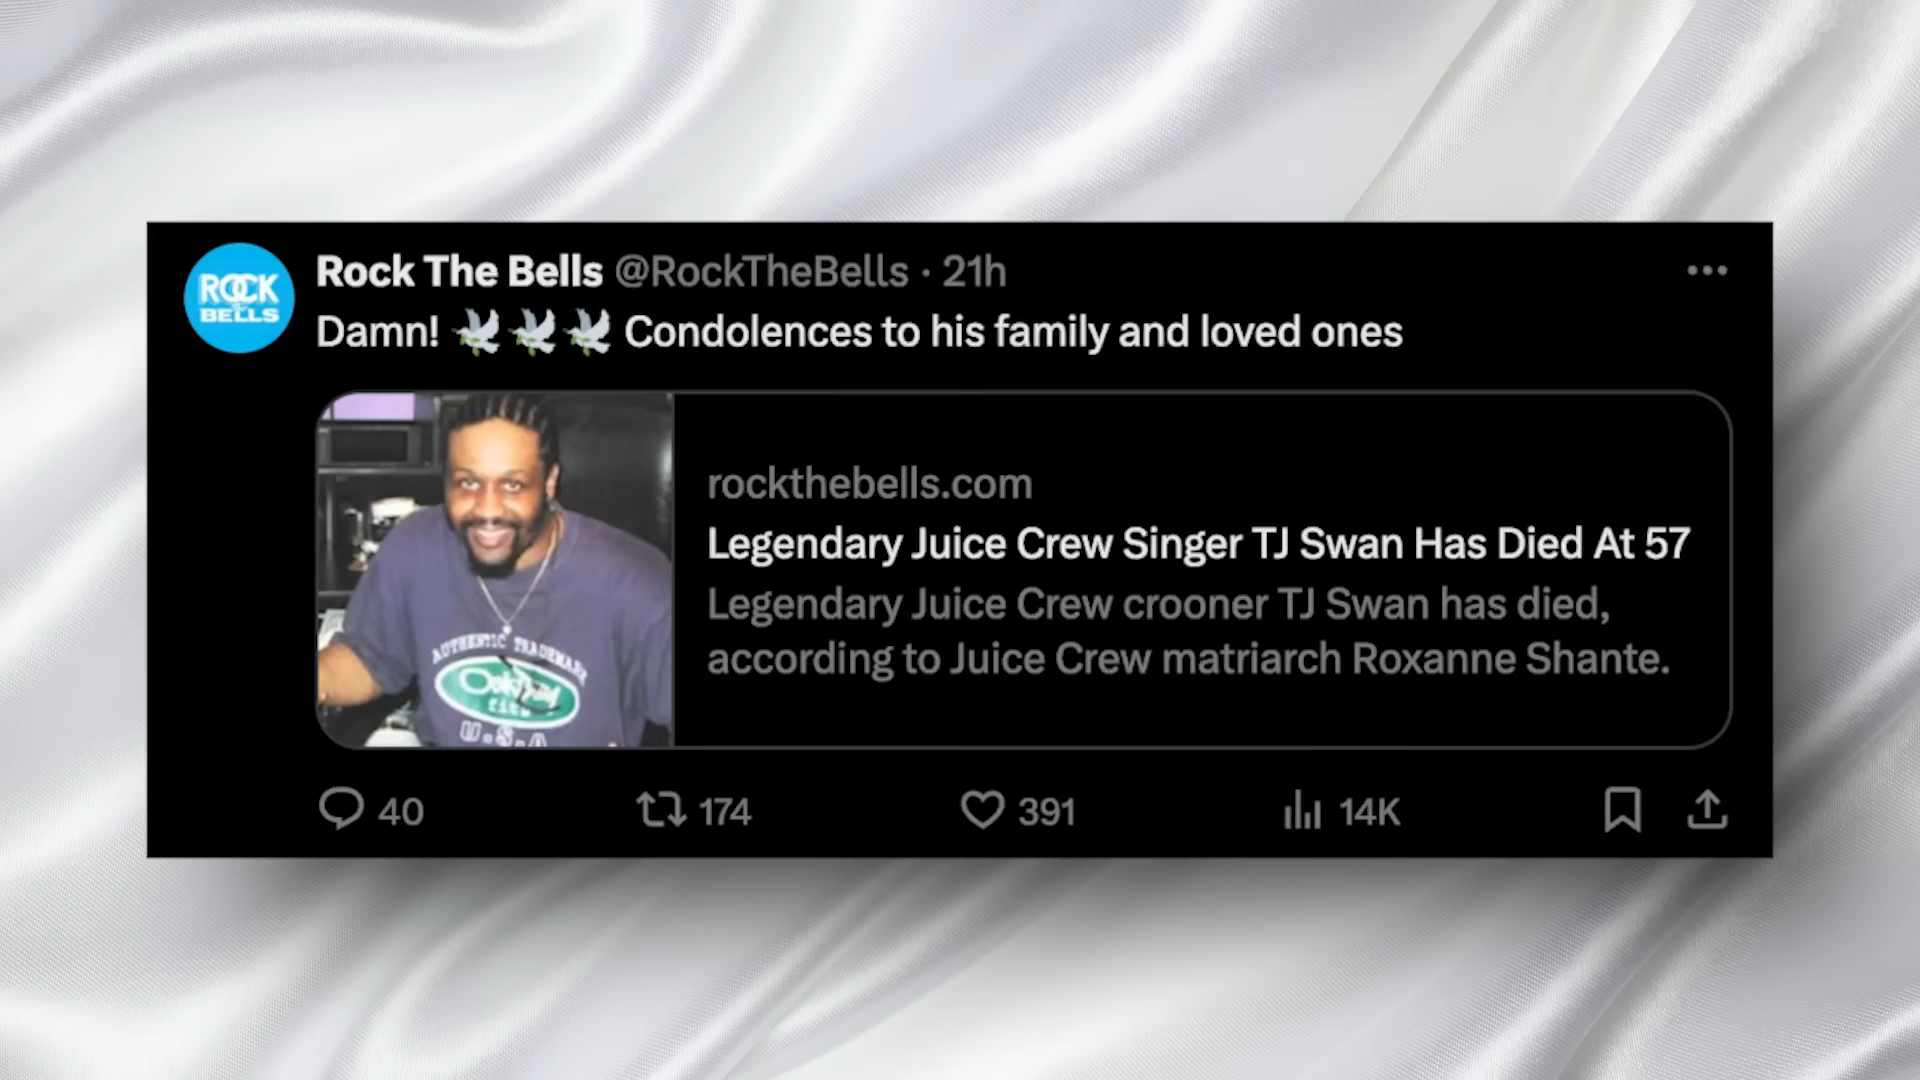 ROCK
BELLS
Rock The Bells @RockTheBells · 21h
Damn! 🕊️🕊️🕊️ Condolences to his family and loved ones
rockthebells.com
Legendary Juice Crew Singer TJ Swan Has Died At 57
Legendary Juice Crew crooner TJ Swan has died,
according to Juice Crew matriarch Roxanne Shante.
AUTHENTIC TRADEMARK
U.S.A
40 174 391 14K